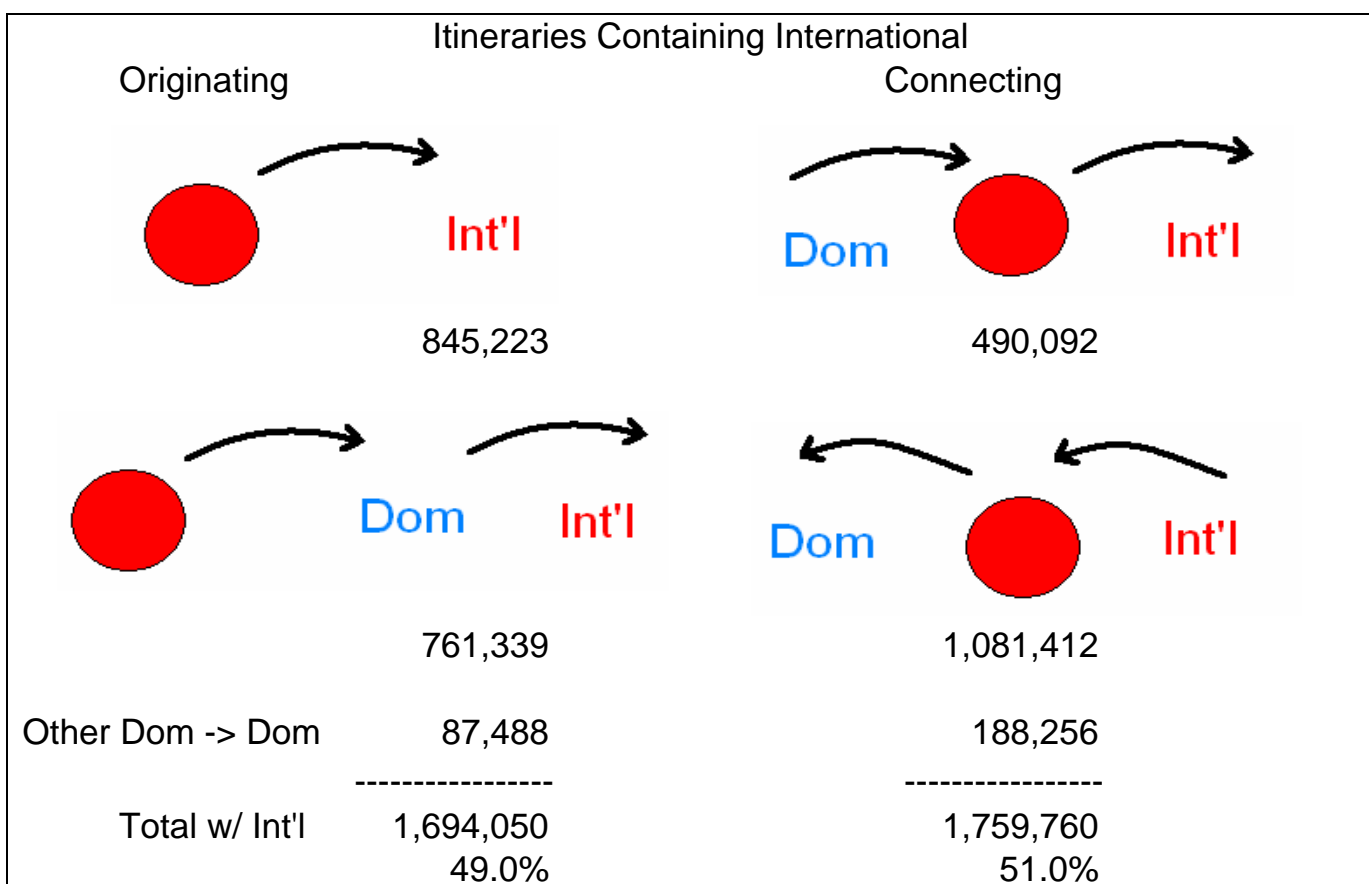 Itineraries Containing International
Originating Connecting
Int'l Dom Int'l
845,223 490,092
Dom Int'l Dom Int'l
761,339 1,081,412
Other Dom -> Dom 87,488 188,256
----------------- -----------------
Total w/ Int'l 1,694,050 1,759,760
49.0% 51.0%